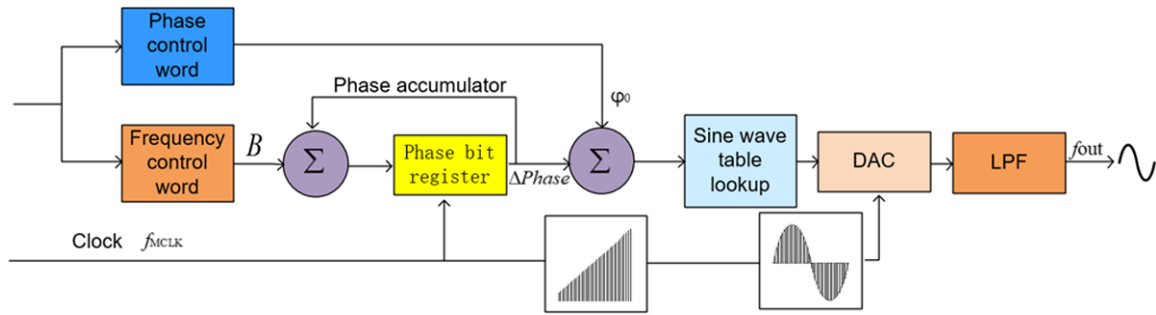 Phase
control
word
Phase accumulator
φ0
Frequency
control
word
B
Σ
Phase bit
register
ΔPhase
Σ
Sine wave
table
lookup
DAC
LPF
fout
Clock fMCLK